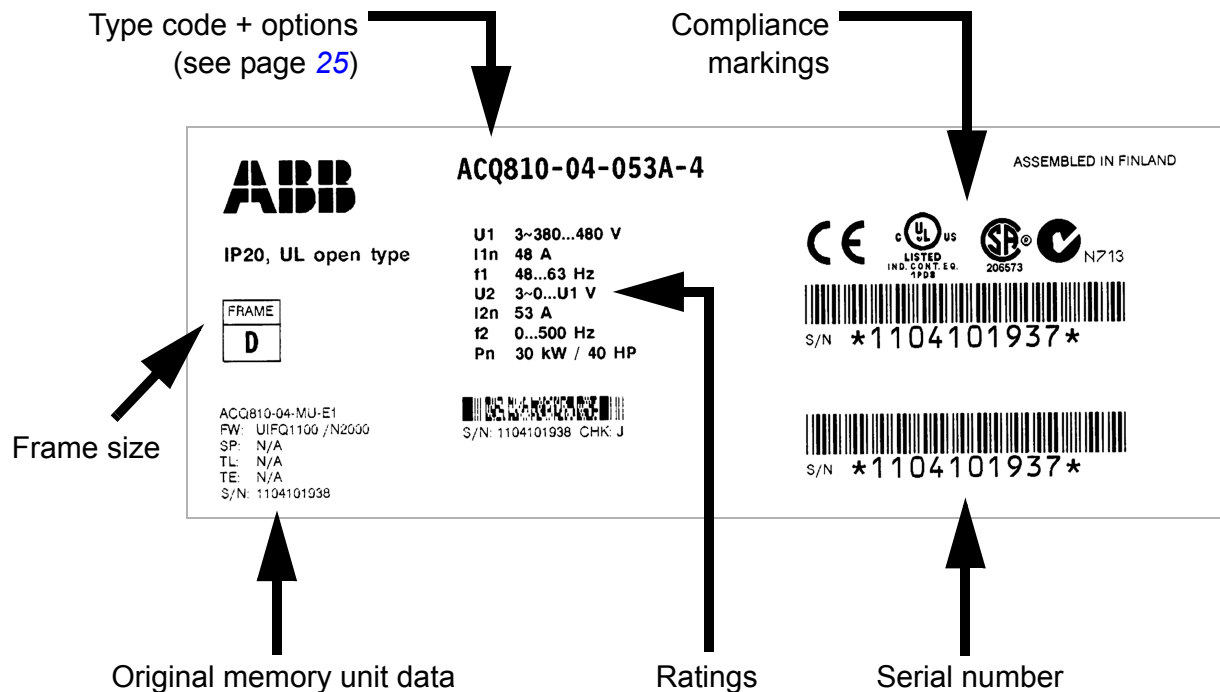 Type code + options
(see page 25)
Compliance
markings
ABB
ACQ810-04-053A-4
ASSEMBLED IN FINLAND
IP20, UL open type
U1 3~380...480 V
I1n 48 A
f1 48...63 Hz
U2 3~0...U1 V
I2n 53 A
f2 0...500 Hz
Pn 30 kW / 40 HP
CE
C UL US
LISTED
IND. CONT. EQ.
1PDS
SA ®
206573
N713
FRAME
D
S/N *1104101937*
ACQ810-04-MU-E1
FW: UIFQ1100 /N2000
SP: N/A
TL: N/A
TE: N/A
S/N: 1104101938
S/N: 1104101938 CHK: J
S/N *1104101937*
Frame size
Original memory unit data
Ratings
Serial number